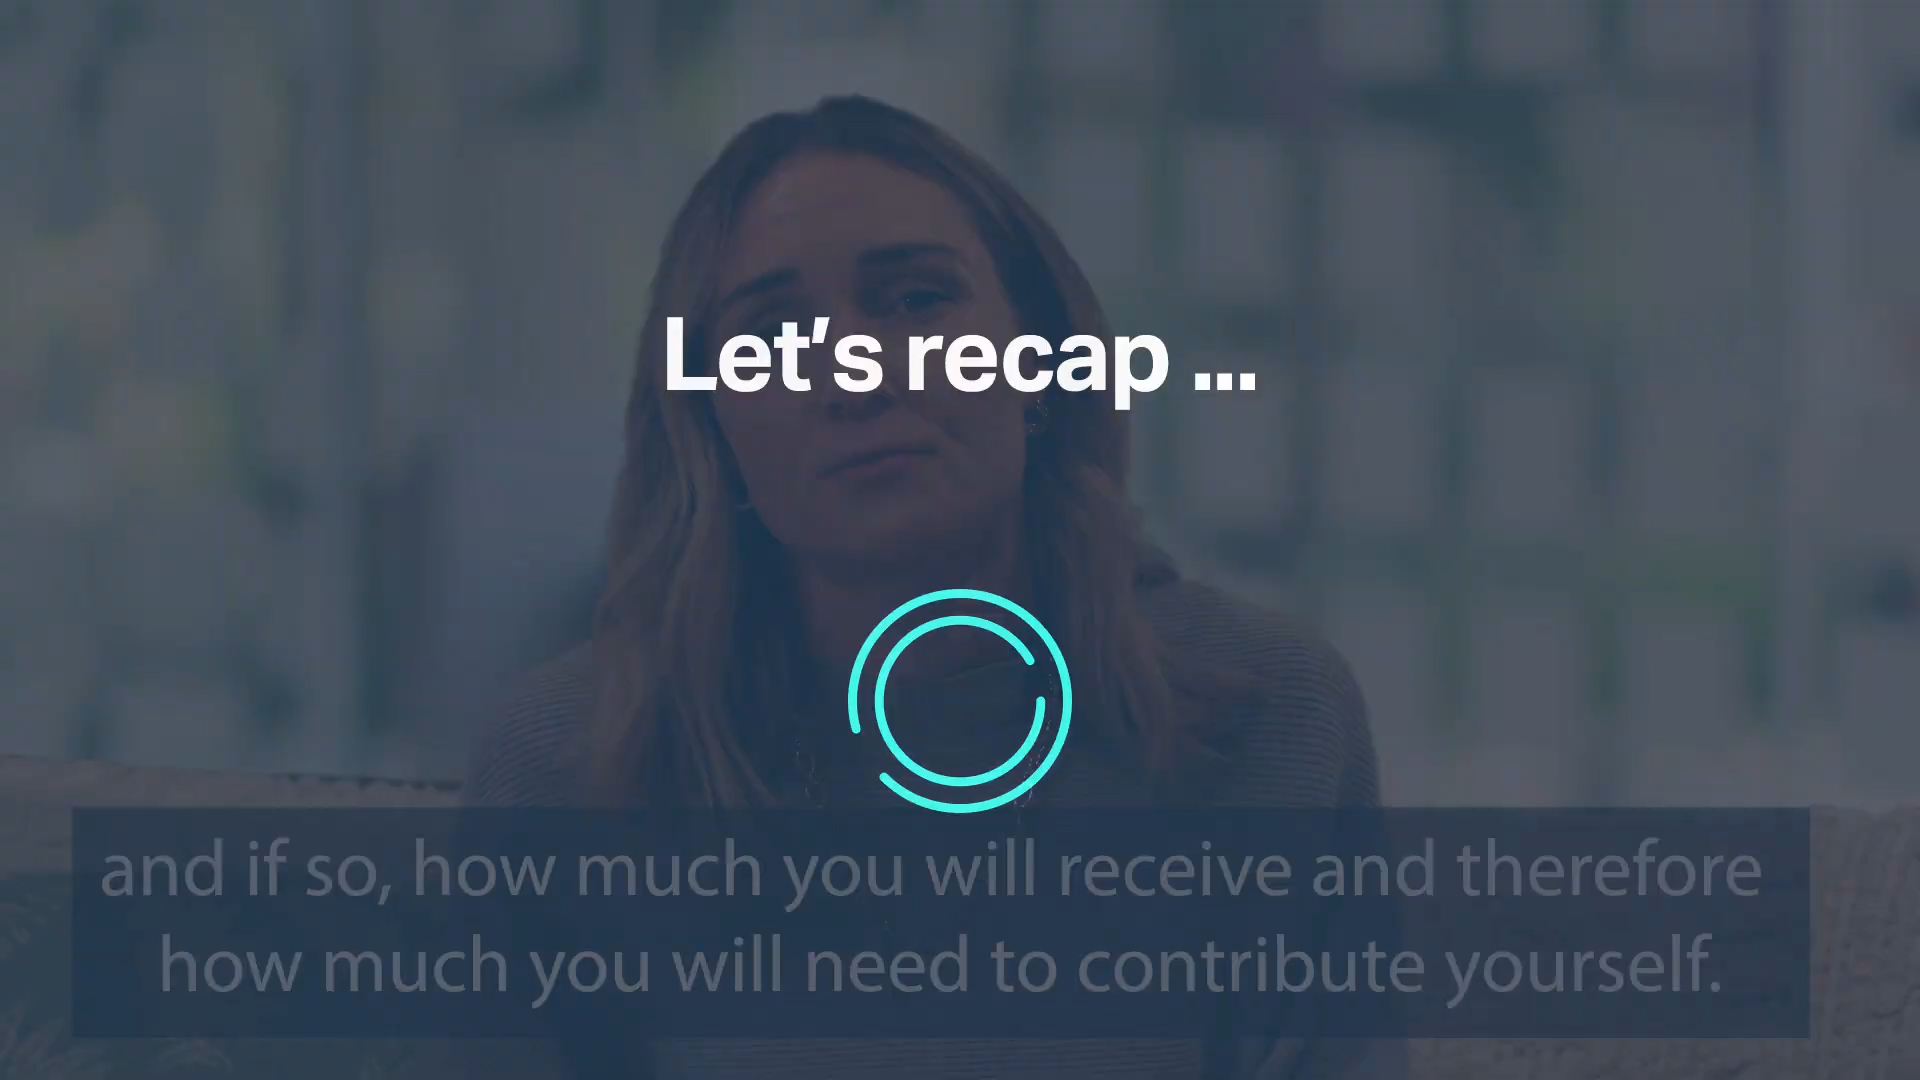 Let's recap ...
and if so, how much you will receive and therefore
how much you will need to contribute yourself.